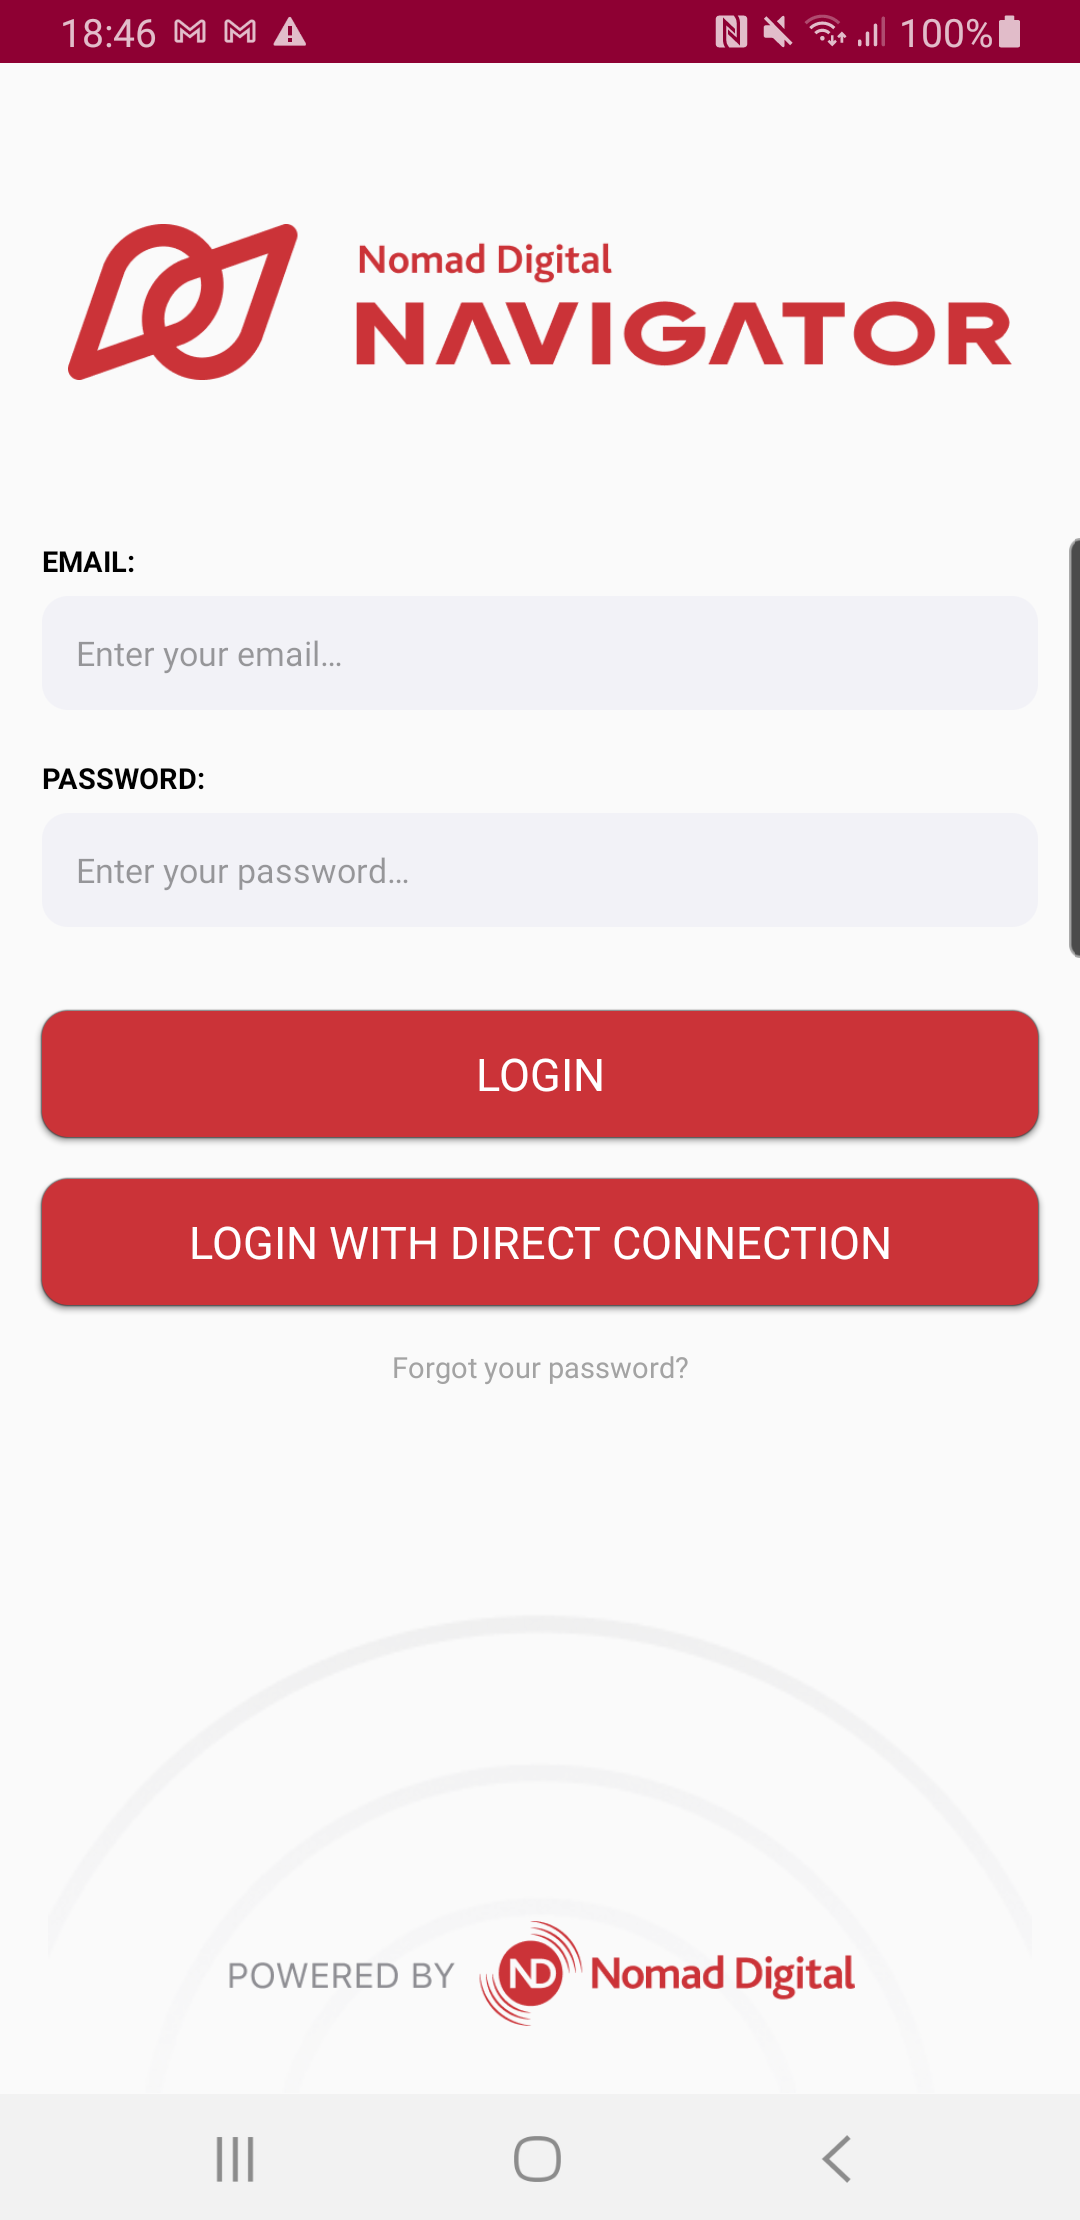 18:46
100%
Nomad Digital
NAVIGATOR
EMAIL:
Enter your email...
PASSWORD:
Enter your password...
LOGIN
LOGIN WITH DIRECT CONNECTION
Forgot your password?
POWERED BY ND Nomad Digital